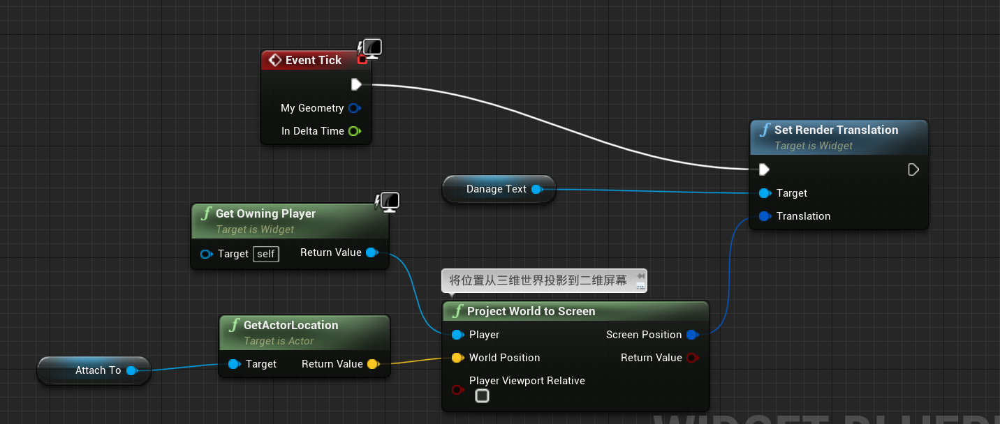 Event Tick
My Geometry
In Delta Time
Set Render Translation
Target is Widget
Target
Translation
Danage Text
Get Owning Player
Target is Widget
Target self Return Value
将位置从三维世界投影到二维屏幕
Project World to Screen
Player Screen Position
World Position Return Value
Player Viewport Relative
GetActorLocation
Target is Actor
Target Return Value
Attach To